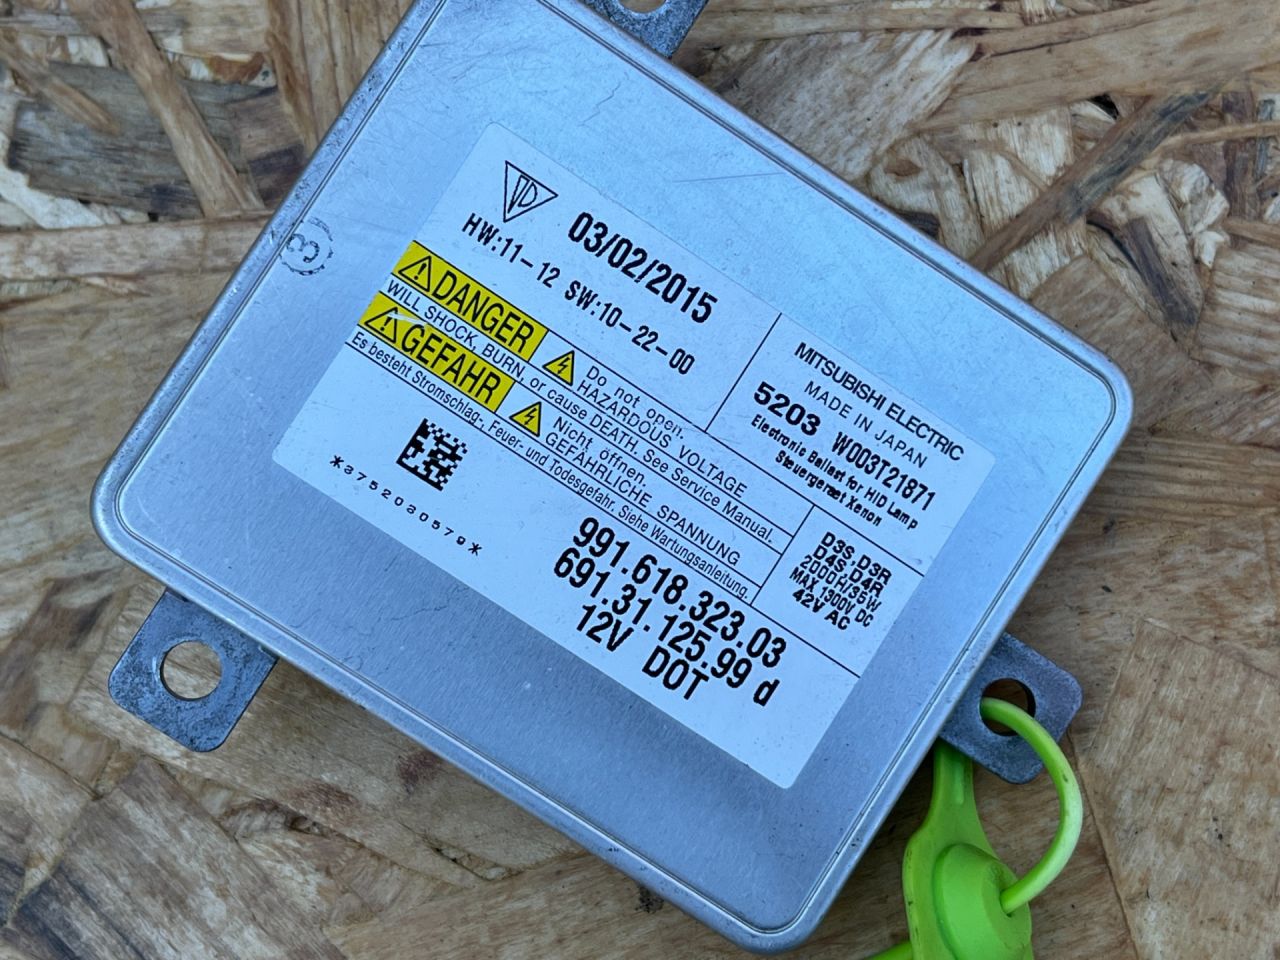 03/02/2015
HW:11-12 SW:10-22-00
DANGER
Do not open.
HAZARDOUS VOLTAGE
WILL SHOCK, BURN, or cause DEATH. See Service Manual.
GEFAHR
Nicht öffnen.
GEFÄHRLICHE SPANNUNG
Es besteht Stromschlag-, Feuer- und Todesgefahr. Siehe Wartungsanleitung.
MITSUBISHI ELECTRIC
MADE IN JAPAN
5203 W003T21871
Electronic Ballast for HID Lamp
Steuergeraet Xenon
D3S,D3R
D4S,D4R
2000H/35W
MAX.1900V DC
42V AC
*3752030579*
991.618.323.03
691.31.125.99 d
12V DOT
3